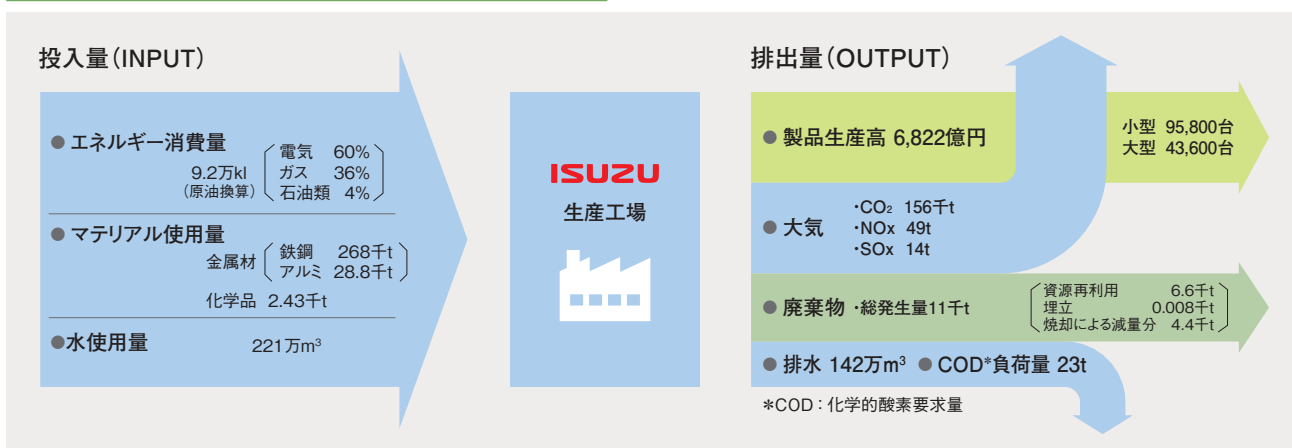 投入量（INPUT）
● エネルギー消費量
9.2万kl
（原油換算）
電気 60%
ガス 36%
石油類 4%
● マテリアル使用量
金属材
鉄鋼 268千t
アルミ 28.8千t
化学品 2.43千t
●水使用量 221万m³
ISUZU
生産工場
排出量（OUTPUT）
● 製品生産高 6,822億円
小型 95,800台
大型 43,600台
● 大気
・CO₂ 156千t
・NOx 49t
・SOx 14t
● 廃棄物 ・総発生量11千t
資源再利用 6.6千t
埋立 0.008千t
焼却による減量分 4.4千t
● 排水 142万m³ ● COD*負荷量 23t
*COD：化学的酸素要求量